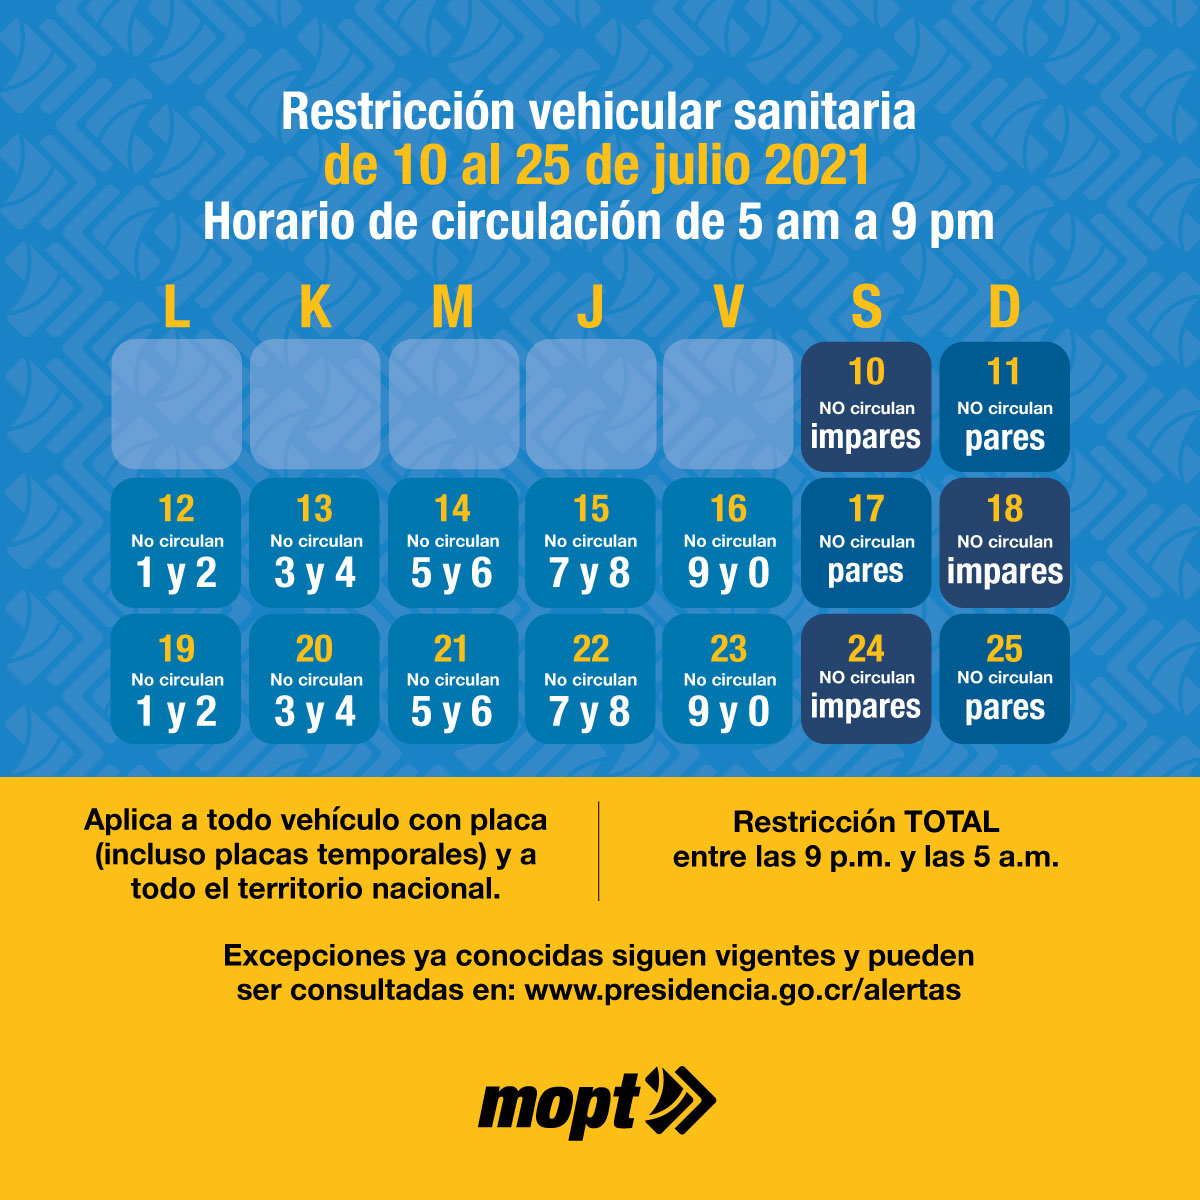 Restricción vehicular sanitaria
de 10 al 25 de julio 2021
Horario de circulación de 5 am a 9 pm
L K M J V S D
10 11
NO circulan NO circulan
impares pares
12 13 14 15 16 17 18
No circulan No circulan No circulan No circulan No circulan NO circulan NO circulan
1 y 2 3 y 4 5 y 6 7 y 8 9 y 0 pares impares
19 20 21 22 23 24 25
No circulan No circulan No circulan No circulan No circulan NO circulan NO circulan
1 y 2 3 y 4 5 y 6 7 y 8 9 y 0 impares pares
Aplica a todo vehículo con placa
(incluso placas temporales) y a
todo el territorio nacional.
Restricción TOTAL
entre las 9 p.m. y las 5 a.m.
Excepciones ya conocidas siguen vigentes y pueden
ser consultadas en: www.presidencia.go.cr/alertas
mopt